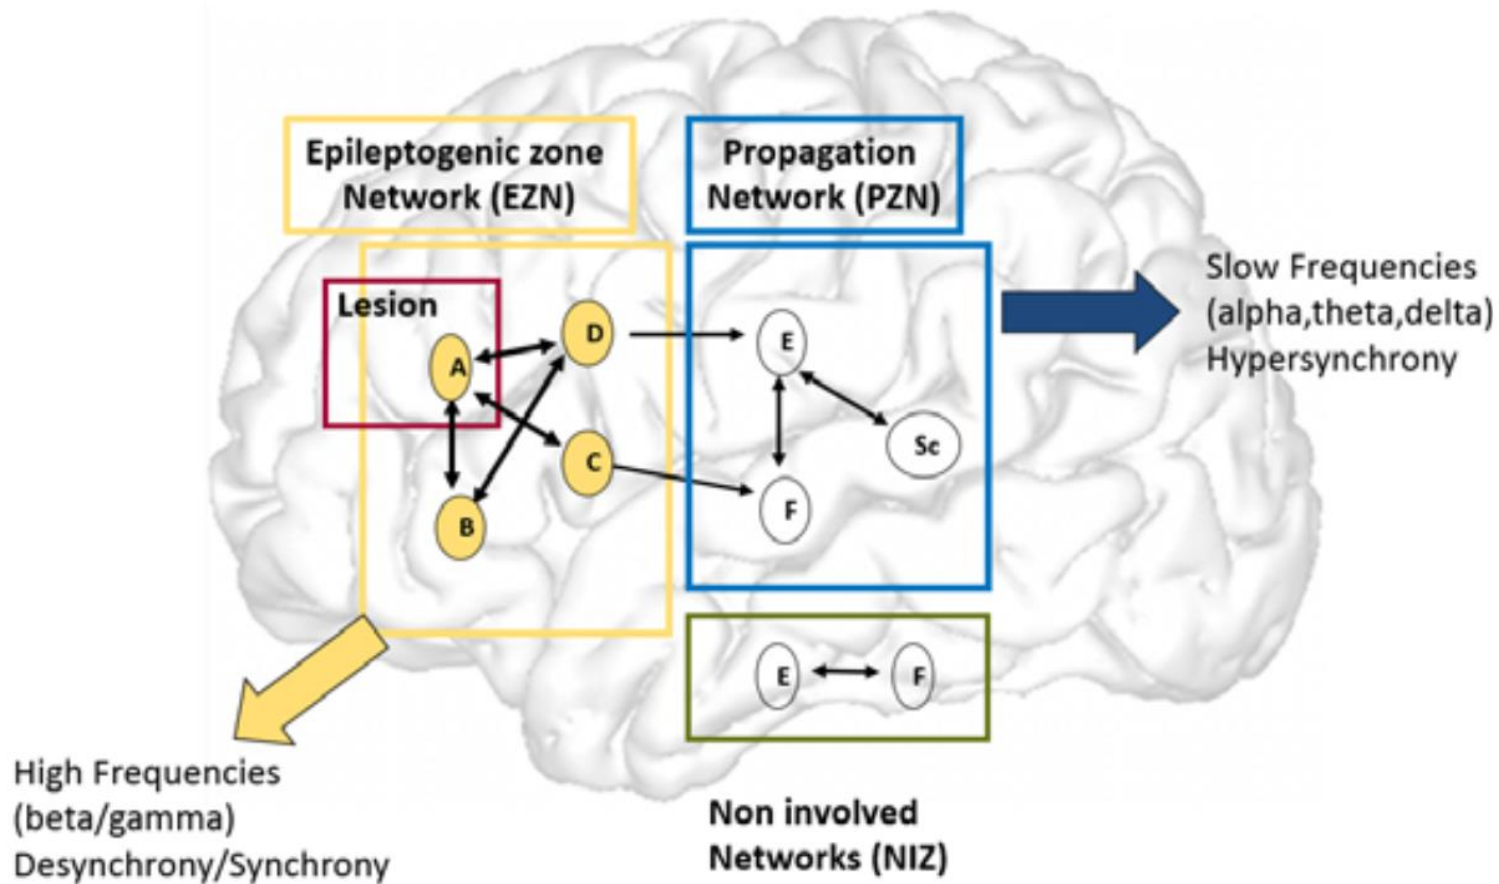 Epileptogenic zone
Network (EZN)
Propagation
Network (PZN)
Slow Frequencies
(alpha,theta,delta)
Hypersynchrony
Lesion
A
D
C
B
E
Sc
F
E
F
High Frequencies
(beta/gamma)
Desynchrony/Synchrony
Non involved
Networks (NIZ)